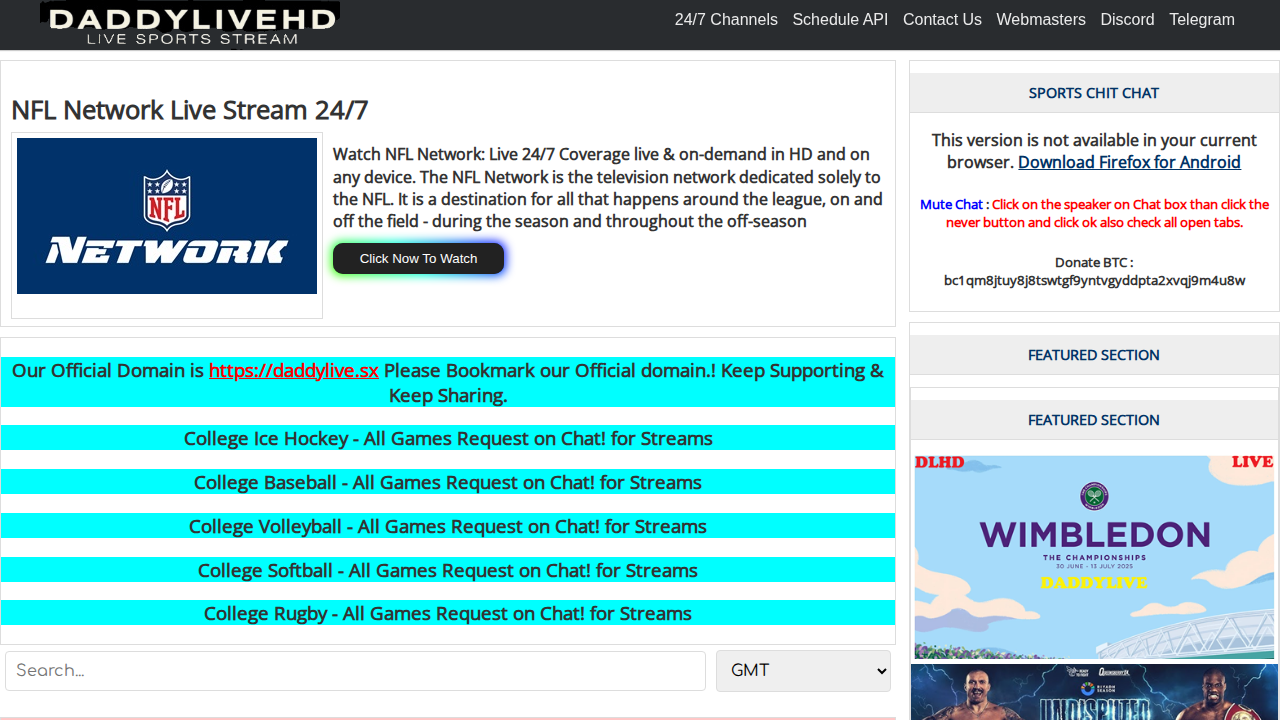 DADDYLIVEHD
LIVE SPORTS STREAM
24/7 Channels Schedule API Contact Us Webmasters Discord Telegram
NFL Network Live Stream 24/7
NFL
NETWORK
Watch NFL Network: Live 24/7 Coverage live & on-demand in HD and on
any device. The NFL Network is the television network dedicated solely to
the NFL. It is a destination for all that happens around the league, on and
off the field - during the season and throughout the off-season
Click Now To Watch
Our Official Domain is https://daddylive.sx Please Bookmark our Official domain.! Keep Supporting &
Keep Sharing.
College Ice Hockey - All Games Request on Chat! for Streams
College Baseball - All Games Request on Chat! for Streams
College Volleyball - All Games Request on Chat! for Streams
College Softball - All Games Request on Chat! for Streams
College Rugby - All Games Request on Chat! for Streams
Search...
GMT
SPORTS CHIT CHAT
This version is not available in your current
browser. Download Firefox for Android
Mute Chat : Click on the speaker on Chat box than click the
never button and click ok also check all open tabs.
Donate BTC :
bc1qm8jtuy8j8tswtgf9yntvgyddpta2xvqj9m4u8w
FEATURED SECTION
FEATURED SECTION
DLHD LIVE
WIMBLEDON
THE CHAMPIONSHIPS
30 JUNE - 13 JULY 2025
DADDYLIVE
RIYADH
SEASON
UNDISPUTED